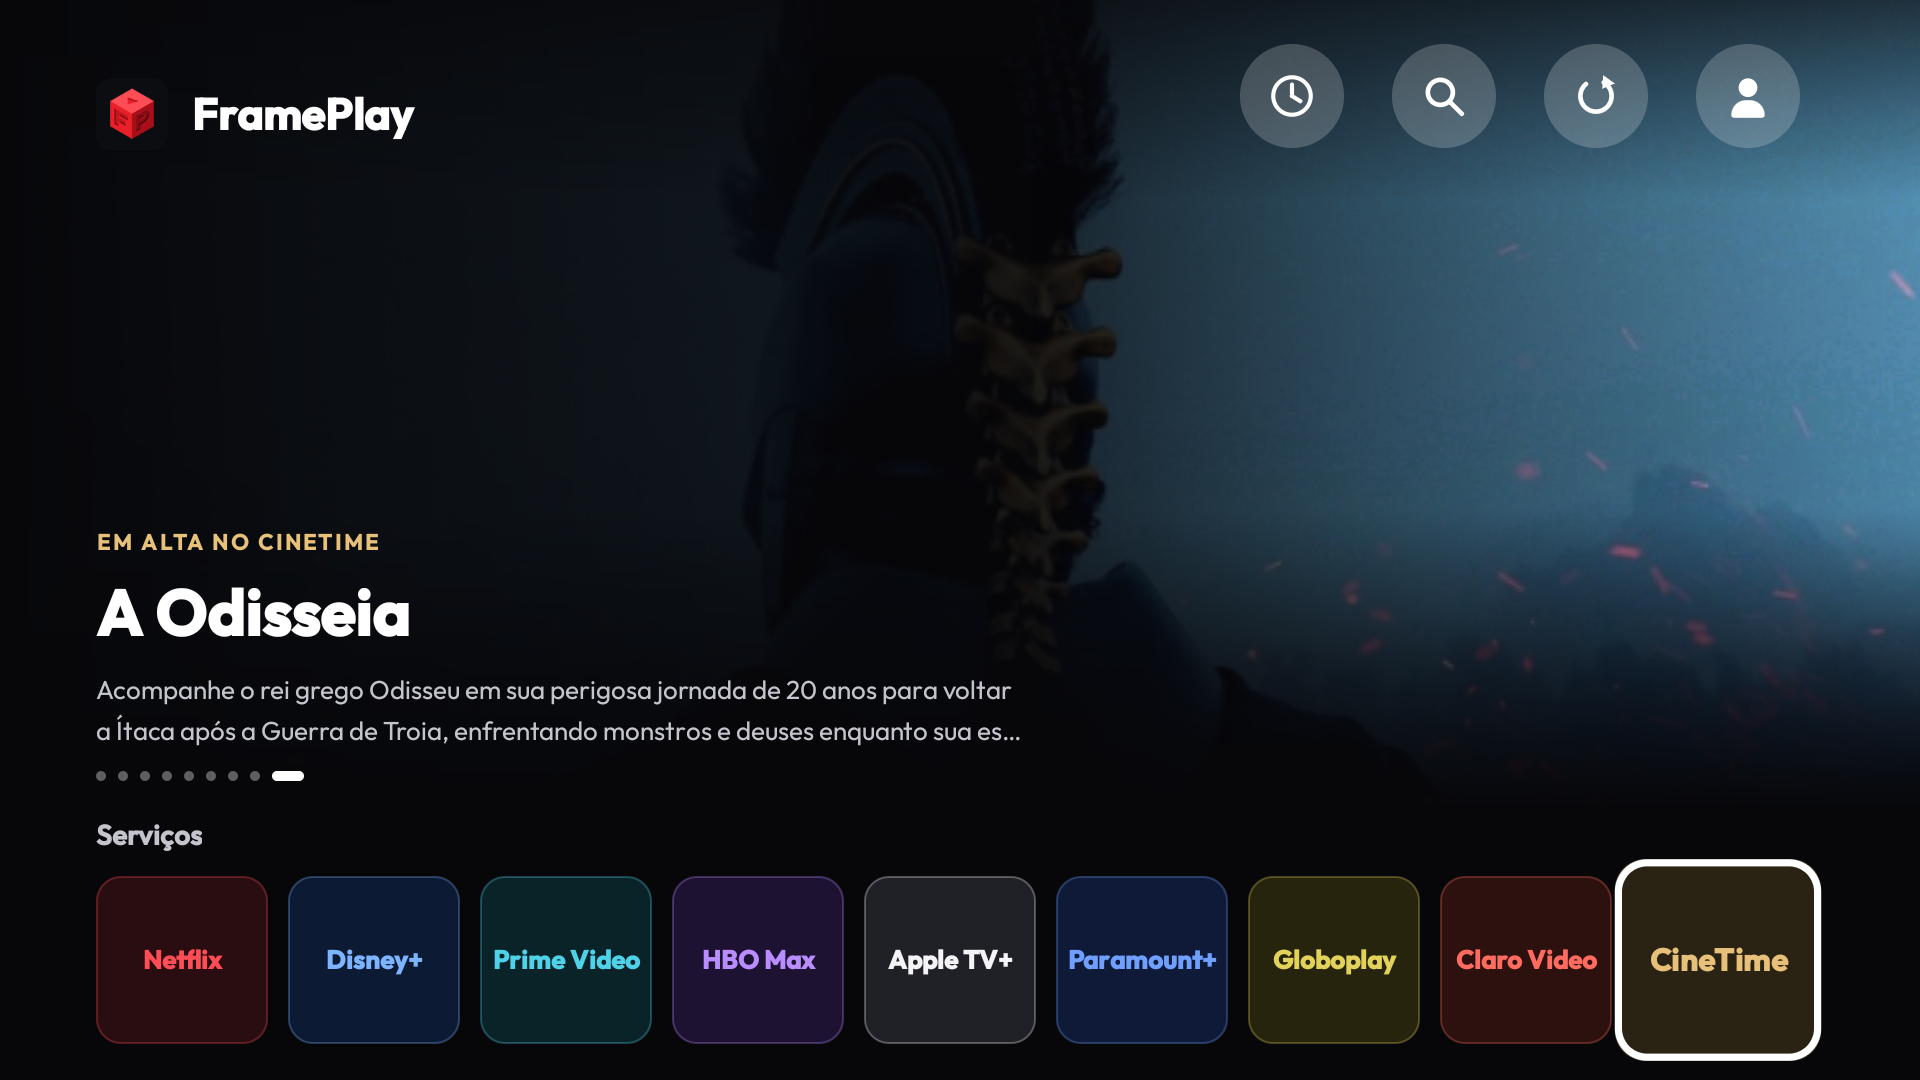 FramePlay
EM ALTA NO CINETIME
A Odisseia
Acompanhe o rei grego Odisseu em sua perigosa jornada de 20 anos para voltar
a Ítaca após a Guerra de Troia, enfrentando monstros e deuses enquanto sua es...
Serviços
Netflix
Disney+
Prime Video
HBO Max
Apple TV+
Paramount+
Globoplay
Claro Video
CineTime